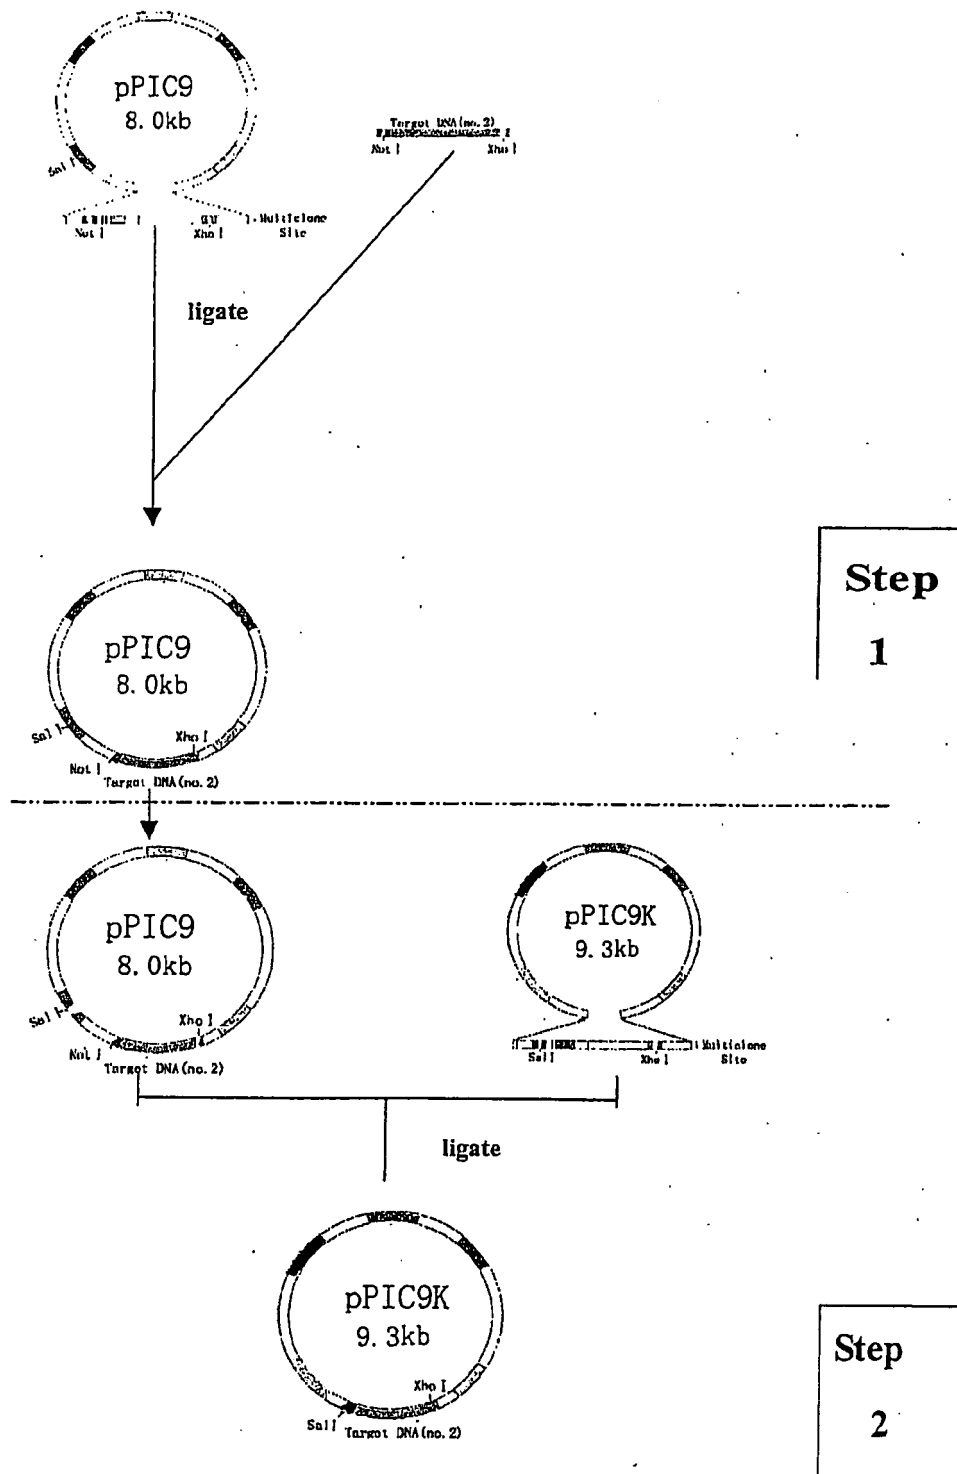 pPIC9
8.0kb
Target DNA(no.2)
Not I
Xho I
Sal I
Not I
Xho I
Multiclone
Site
ligate
Step
1
pPIC9
8.0kb
Sal I
Xho I
Not I
Target DNA(no.2)
pPIC9
8.0kb
pPIC9K
9.3kb
Sal I
Xho I
Not I
Target DNA(no.2)
Sal I
Xho I
Multiclone
Site
ligate
pPIC9K
9.3kb
Xho I
Sal I
Target DNA(no.2)
Step
2